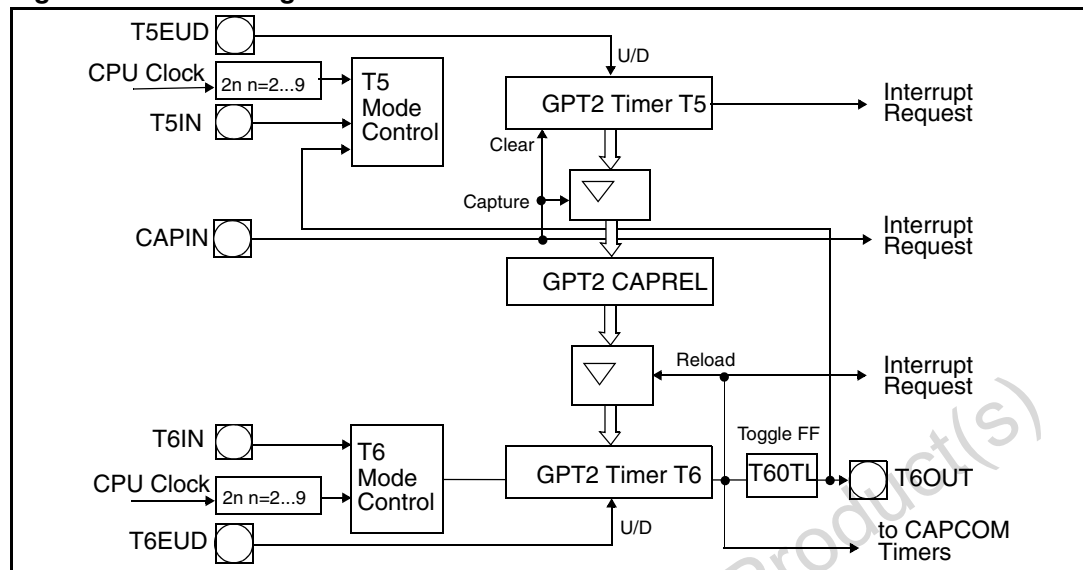 T5EUD
U/D
CPU Clock
2n n=2...9
T5
Mode
Control
T5IN
GPT2 Timer T5
Interrupt
Request
Clear
Capture
CAPIN
Interrupt
Request
GPT2 CAPREL
Reload
Interrupt
Request
T6IN
T6
Mode
Control
GPT2 Timer T6
Toggle FF
T60TL
T6OUT
CPU Clock
2n n=2...9
T6EUD
U/D
to CAPCOM
Timers
Product(s)